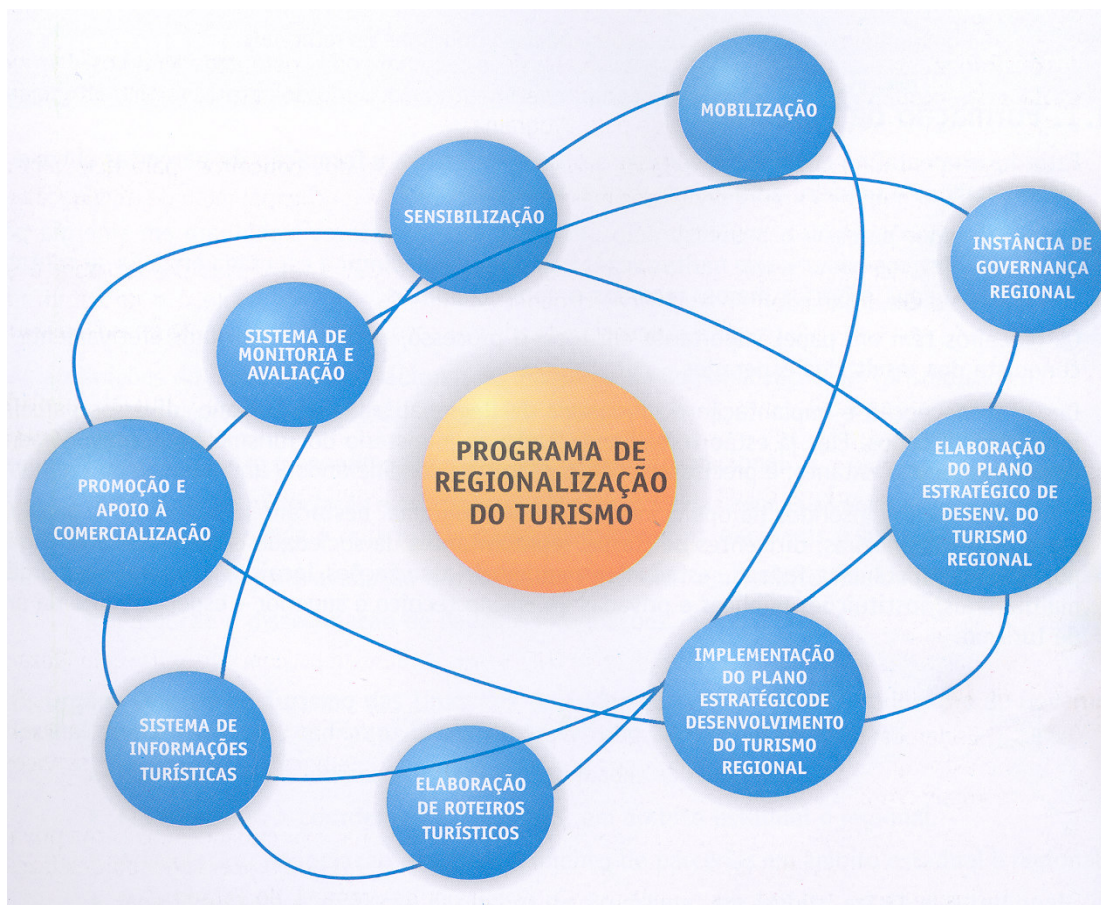 MOBILIZAÇÃO
SENSIBILIZAÇÃO
INSTÂNCIA DE
GOVERNANÇA
REGIONAL
SISTEMA DE
MONITORIA E
AVALIAÇÃO
PROGRAMA DE
REGIONALIZAÇÃO
DO TURISMO
ELABORAÇÃO
DO PLANO
ESTRATÉGICO DE
DESENV. DO
TURISMO
REGIONAL
PROMOÇÃO E
APOIO À
COMERCIALIZAÇÃO
IMPLEMENTAÇÃO
DO PLANO
ESTRATÉGICODE
DESENVOLVIMENTO
DO TURISMO
REGIONAL
SISTEMA DE
INFORMAÇÕES
TURÍSTICAS
ELABORAÇÃO
DE ROTEIROS
TURÍSTICOS